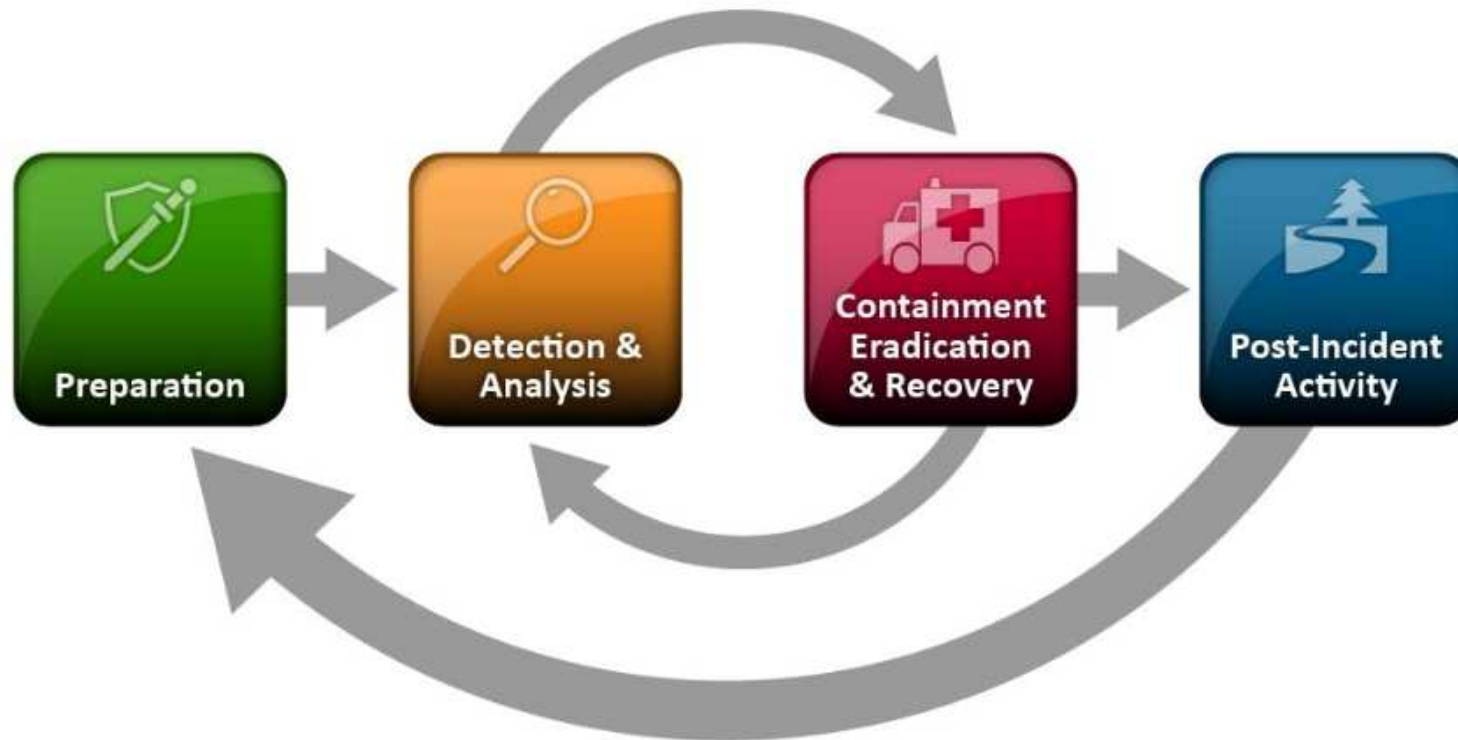 Preparation
Detection &
Analysis
Containment
Eradication
& Recovery
Post-Incident
Activity